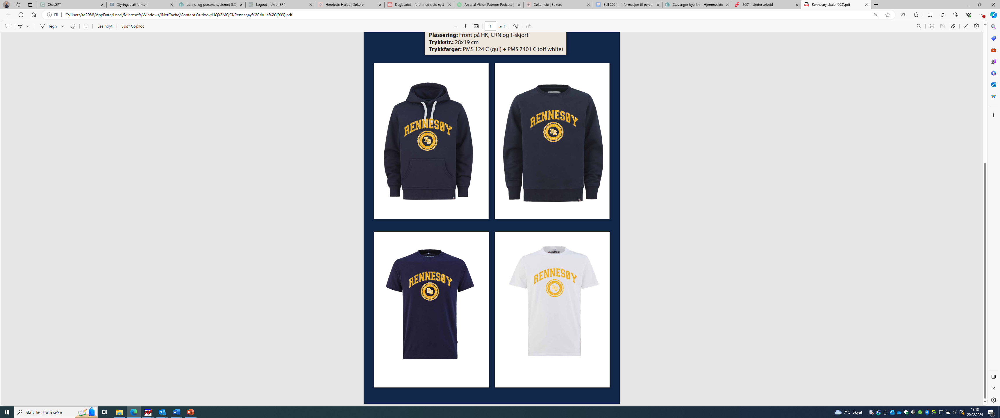 ChatGPT
Styringsplattformen
Lønns- og personalsystemet (LØ
Logout - Unit4 ERP
Henriette Harbo | Søkere
Dagbladet - først med siste nytt
Arsenal Vision Patreon Podcast |
Søkerliste | Søkere
Ball 2024 - informasjon til person
Stavanger byarkiv – Hjemmeside
360° - Under arbeid
Rennesøy skule (003).pdf
Fil
C:/Users/re2088/AppData/Local/Microsoft/Windows/INetCache/Content.Outlook/UQX8MQCI/Rennesøy%20skule%20(003).pdf
Tegn
Les høyt
Spør Copilot
1
av 1
Plassering: Front på HK, CRN og T-skjort
Trykkstr.: 28x19 cm
Trykkfarger: PMS 124 C (gul) + PMS 7401 C (off white)
RENNESØY
RS
RENNESØY
RS
RENNESØY
RS
UNIVERSITY
RENNESØY
RS
Skriv her for å søke
7°C Skyet
13:18
20.02.2024
3